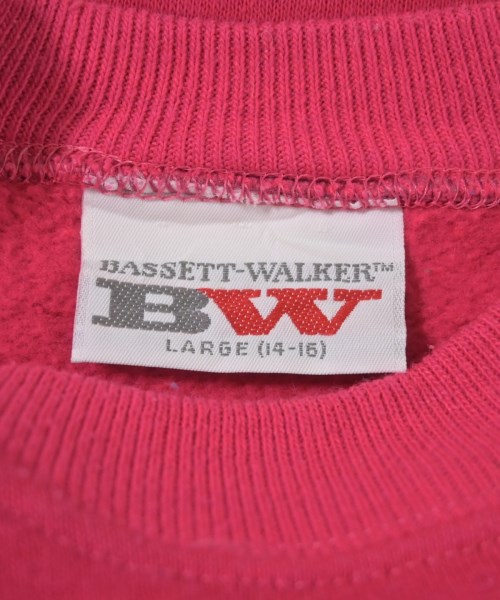 BASSETT-WALKER™
BW
LARGE (14-16)